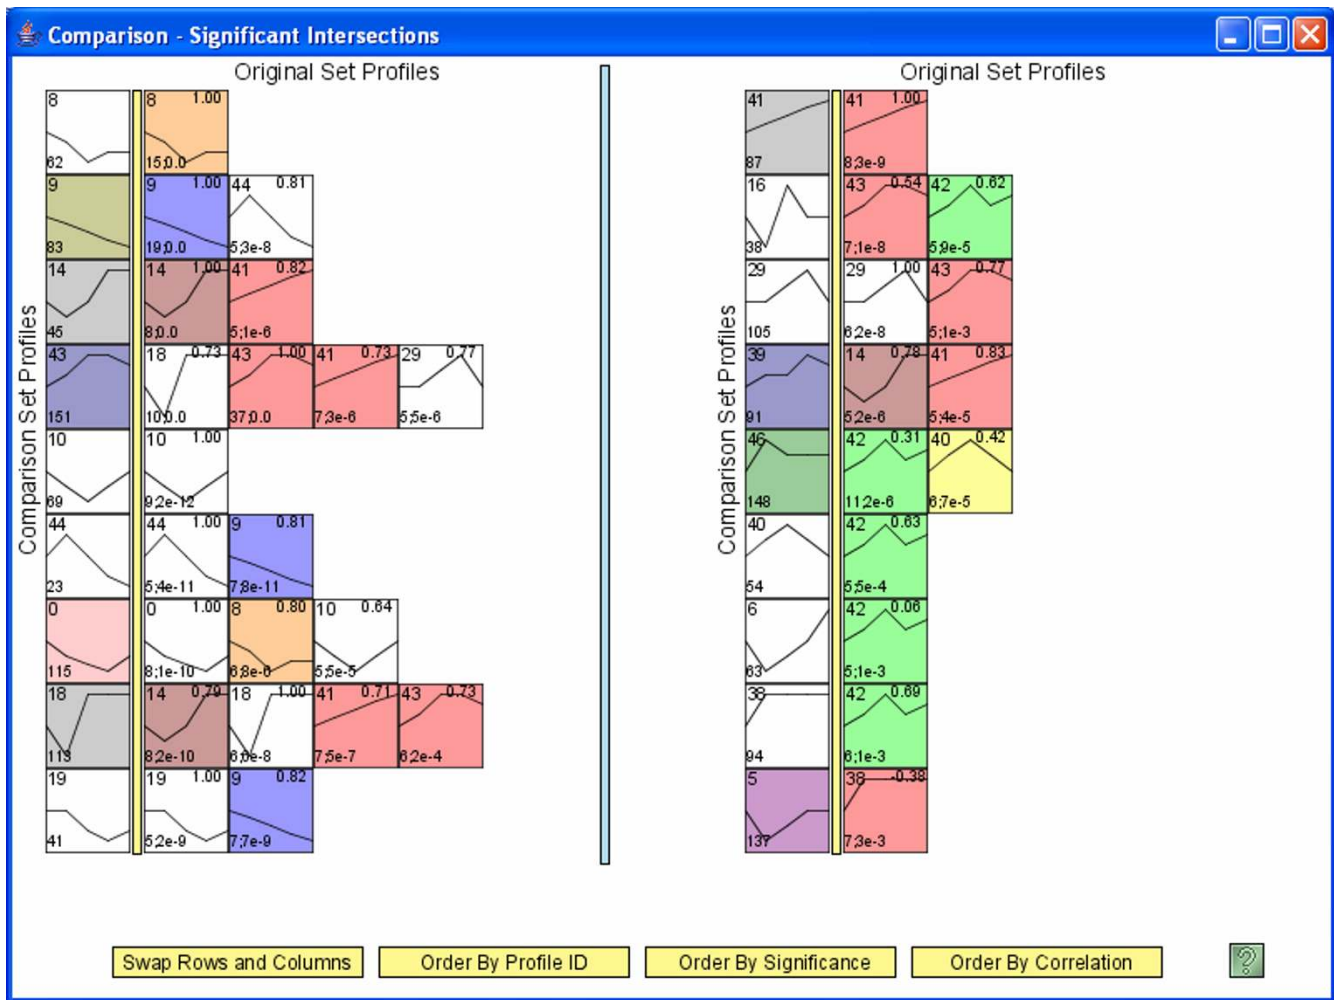 Comparison - Significant Intersections
Original Set Profiles
Comparison Set Profiles
8
62
8 1.00
15;0.0
9
83
9 1.00
19;0.0
44 0.81
5;3e-8
14
45
14 1.00
8;0.0
41 0.82
5;1e-6
43
151
18 0.73
10;0.0
43 1.00
37;0.0
41 0.73
7;3e-6
29 0.77
5;5e-6
10
69
10 1.00
9;2e-12
44
23
44 1.00
5;4e-11
9 0.81
7;8e-11
0
115
0 1.00
8;1e-10
8 0.80
6;8e-6
10 0.64
5;5e-5
18
113
14 0.79
8;2e-10
18 1.00
41 0.71
7;5e-7
43 0.73
6;2e-4
19
41
19 1.00
5;2e-9
9 0.82
7;7e-9
Original Set Profiles
Comparison Set Profiles
41
87
41 1.00
8;3e-9
16
38
43 0.54
7;1e-8
42 0.62
5;9e-5
29
105
29 1.00
6;2e-8
43 0.77
5;1e-3
39
91
14 0.78
5;2e-6
41 0.83
5;4e-5
46
148
42 0.31
11;2e-6
40 0.42
6;7e-5
40
54
42 0.63
5;5e-4
6
63
42 0.06
5;1e-3
38
94
42 0.69
6;1e-3
5
137
38 -0.38
7;3e-3
Swap Rows and Columns
Order By Profile ID
Order By Significance
Order By Correlation
?